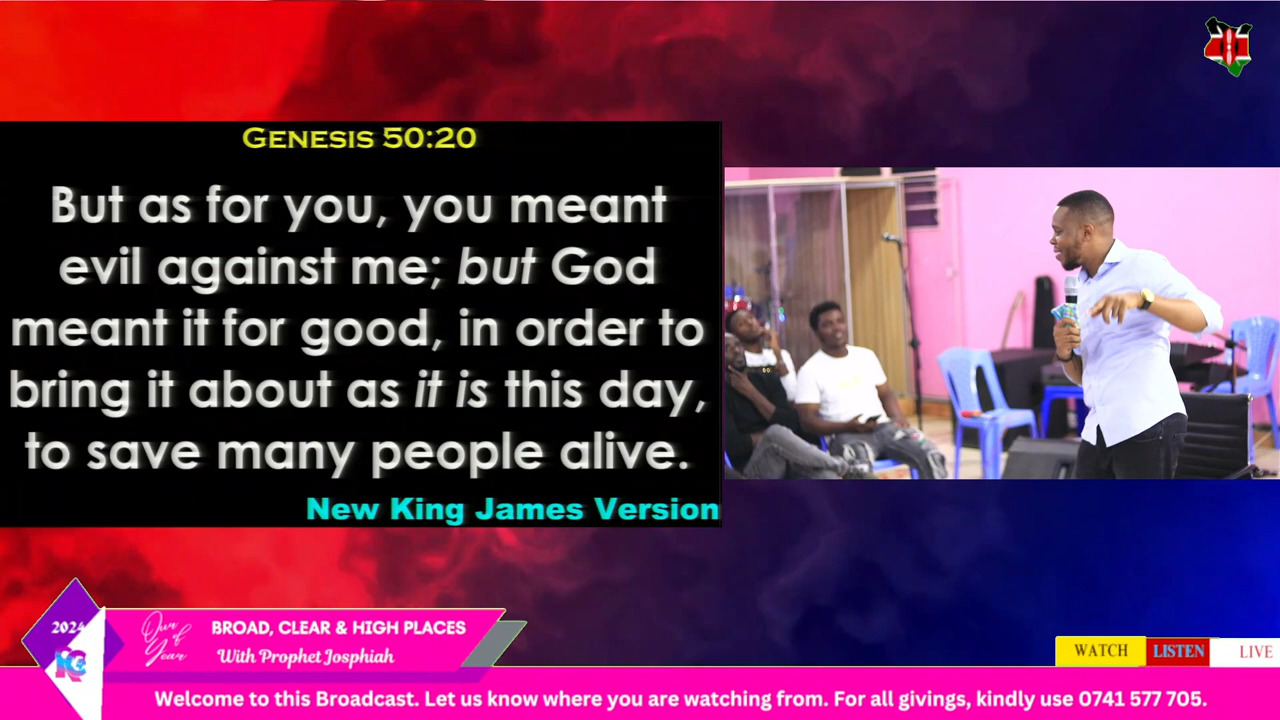 GENESIS 50:20
But as for you, you meant
evil against me; but God
meant it for good, in order to
bring it about as it is this day,
to save many people alive.
New King James Version
2024
Our
of
Year
BROAD, CLEAR & HIGH PLACES
With Prophet Josphiah
WATCH LISTEN LIVE
Welcome to this Broadcast. Let us know where you are watching from. For all givings, kindly use 0741 577 705.